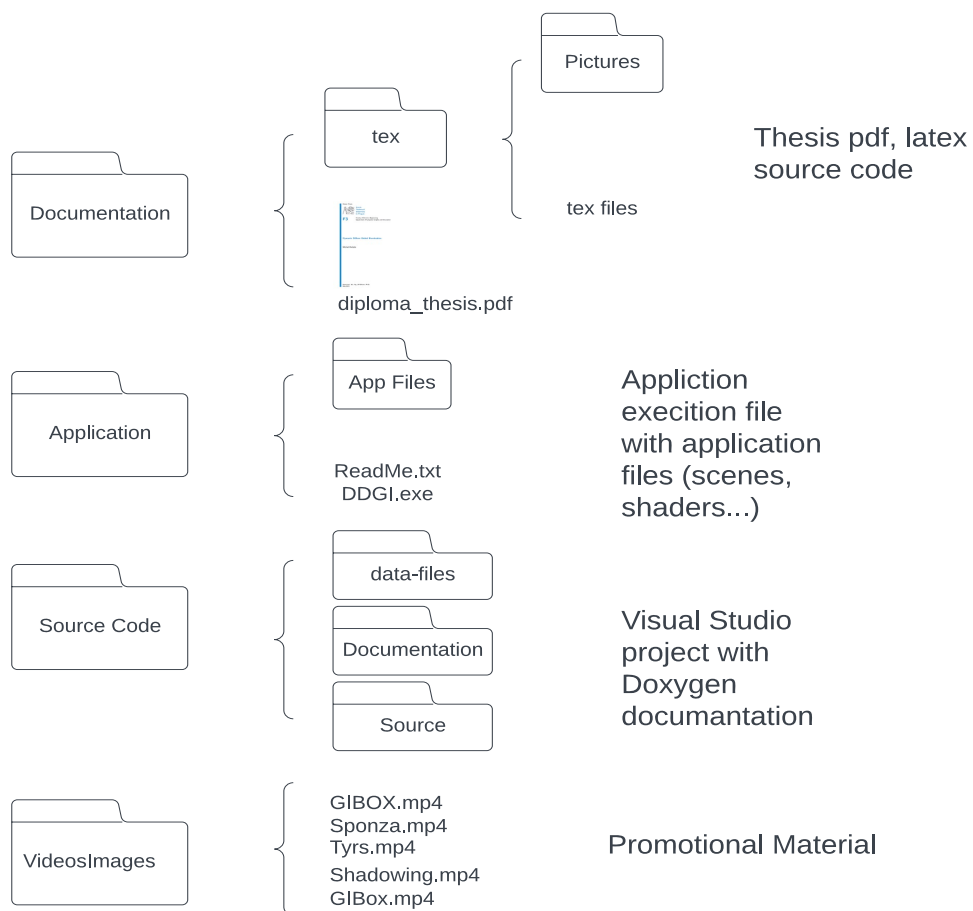 Pictures
tex
Thesis pdf, latex
source code
Documentation
tex files
diploma_thesis.pdf
App Files
Application
ReadMe.txt
DDGI.exe
Appliction
execition file
with application
files (scenes,
shaders...)
data-files
Source Code
Documentation
Source
Visual Studio
project with
Doxygen
documantation
GIBOX.mp4
Sponza.mp4
Tyrs.mp4
Shadowing.mp4
GIBox.mp4
VideosImages
Promotional Material